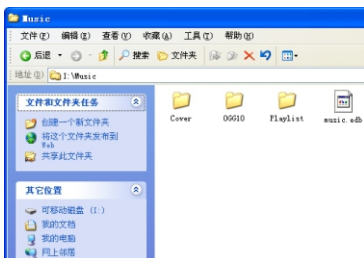 Music
文件(F) 编辑(E) 查看(V) 收藏(A) 工具(T) 帮助(H)
后退 搜索 文件夹
地址(D) I:\Music
文件和文件夹任务
创建一个新文件夹
将这个文件夹发布到
Web
共享此文件夹
Cover OGG10 Playlist music.edb
其它位置
可移动磁盘 (I:)
我的文档
我的电脑
网上邻居